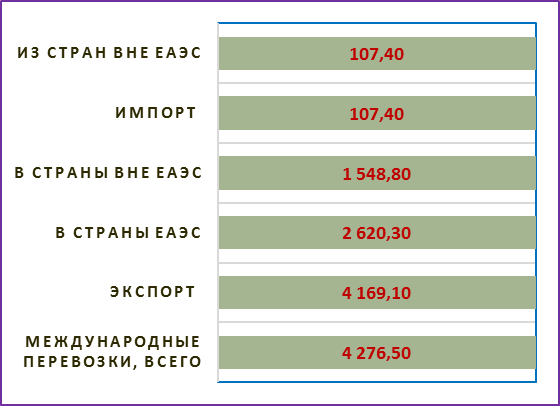 ИЗ СТРАН ВНЕ ЕАЭС
107,40
ИМПОРТ
107,40
В СТРАНЫ ВНЕ ЕАЭС
1 548,80
В СТРАНЫ ЕАЭС
2 620,30
ЭКСПОРТ
4 169,10
МЕЖДУНАРОДНЫЕ
ПЕРЕВОЗКИ, ВСЕГО
4 276,50